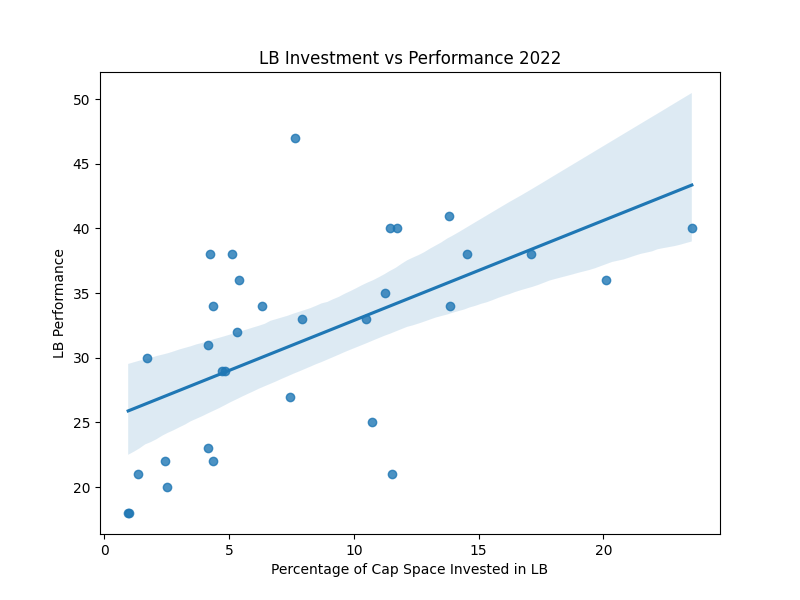 LB Investment vs Performance 2022
50
45
40
35
30
25
20
LB Performance
0 5 10 15 20
Percentage of Cap Space Invested in LB